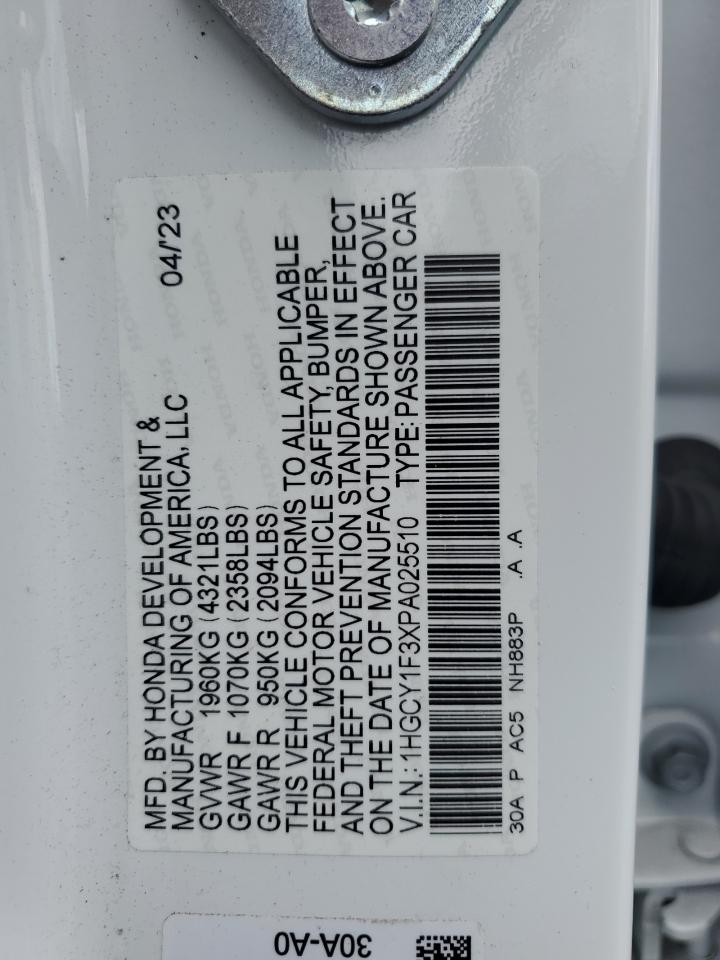 MFD. BY HONDA DEVELOPMENT & 04/'23
MANUFACTURING OF AMERICA, LLC
GVWR 1960KG (4321LBS)
GAWR F 1070KG (2358LBS)
GAWR R 950KG (2094LBS)
THIS VEHICLE CONFORMS TO ALL APPLICABLE
FEDERAL MOTOR VEHICLE SAFETY, BUMPER,
AND THEFT PREVENTION STANDARDS IN EFFECT
ON THE DATE OF MANUFACTURE SHOWN ABOVE.
V.I.N.: 1HGCY1F3XPA025510 TYPE:PASSENGER CAR
30A P AC5 NH883P .A .A
30A-A0